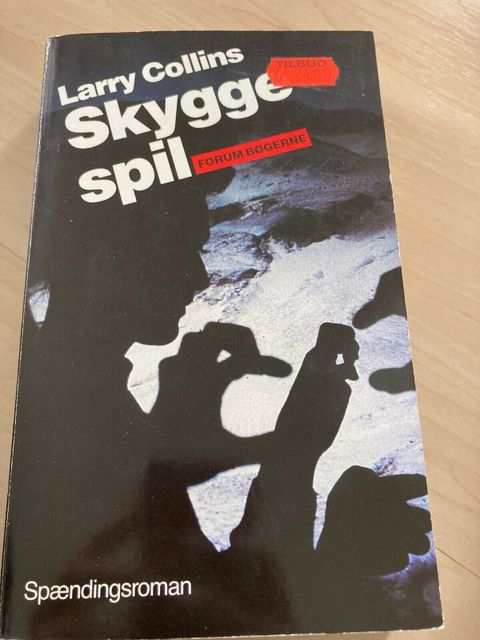 Larry Collins
Skygge
spil
FORUM BØGERNE
TILBUD
Spændingsroman